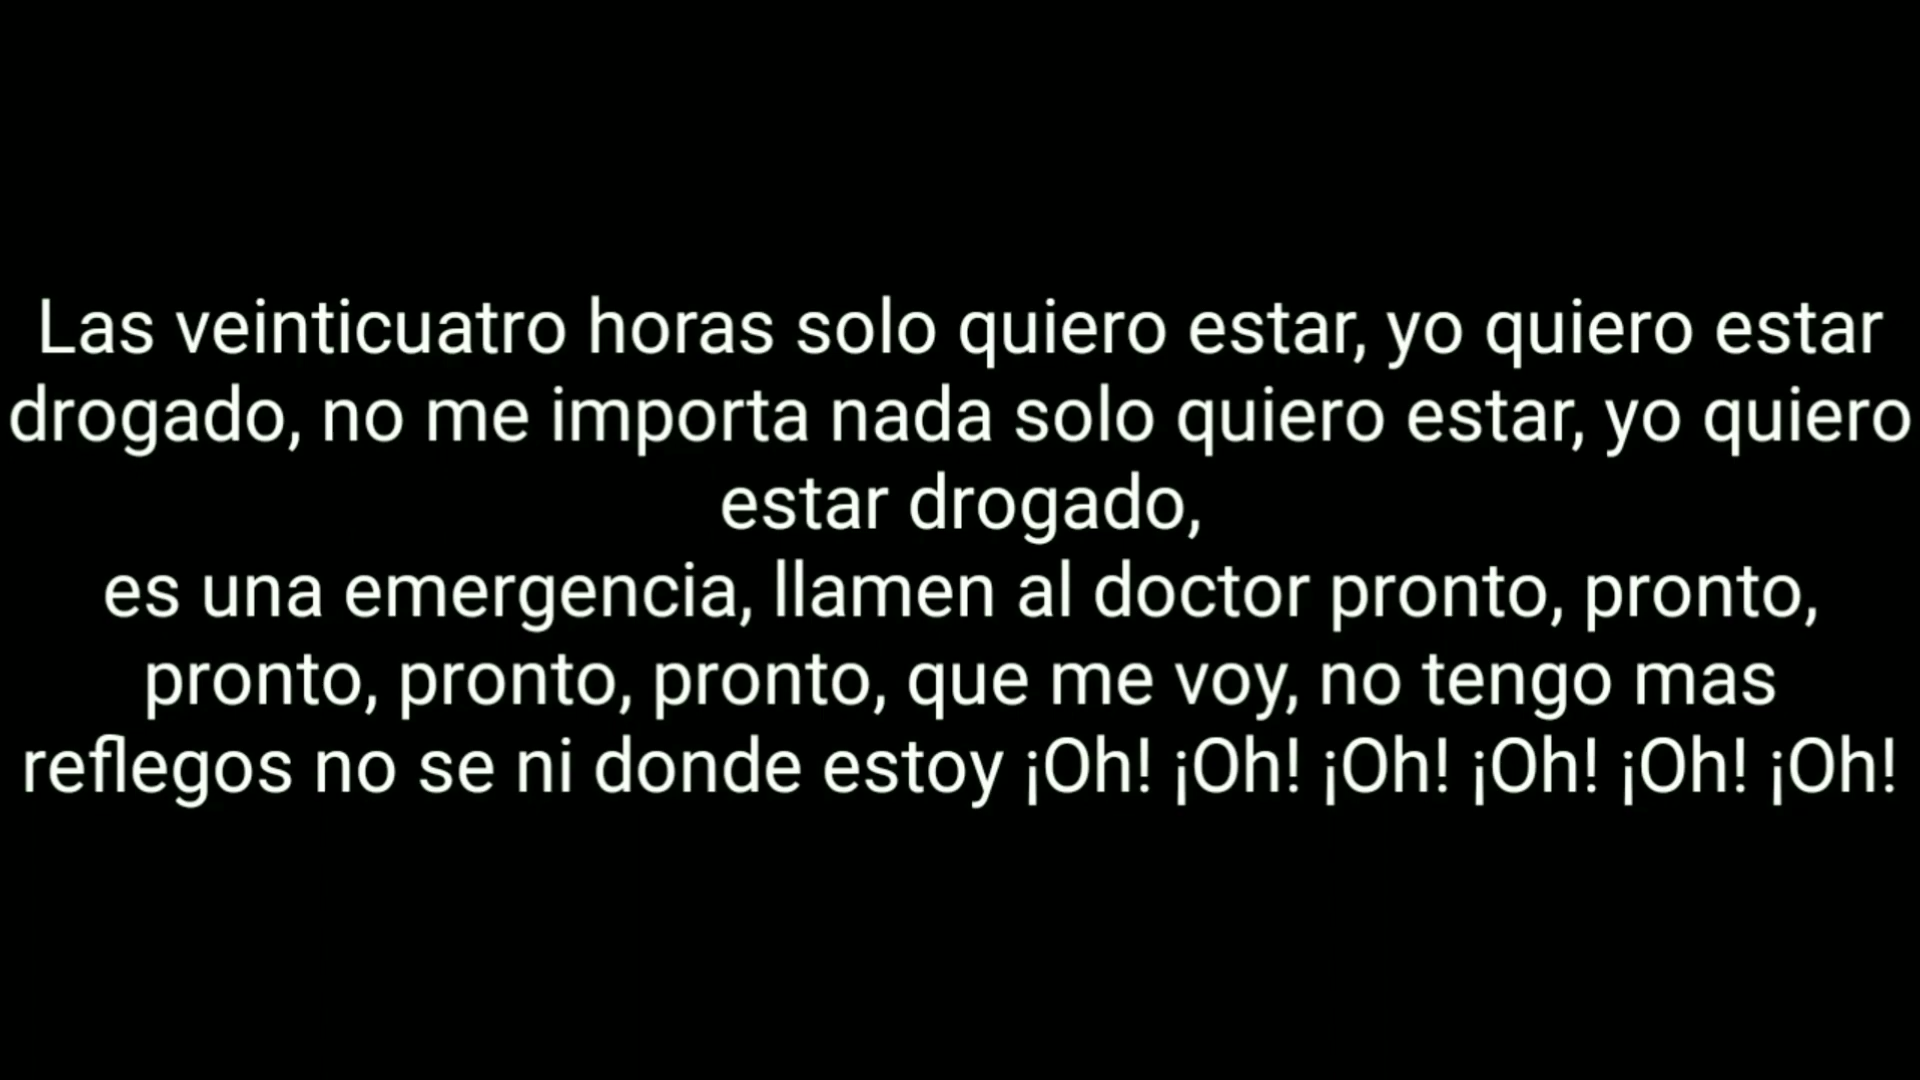 Las veinticuatro horas solo quiero estar, yo quiero estar
drogado, no me importa nada solo quiero estar, yo quiero
estar drogado,
es una emergencia, llamen al doctor pronto, pronto,
pronto, pronto, pronto, que me voy, no tengo mas
reflegos no se ni donde estoy ¡Oh! ¡Oh! ¡Oh! ¡Oh! ¡Oh! ¡Oh!